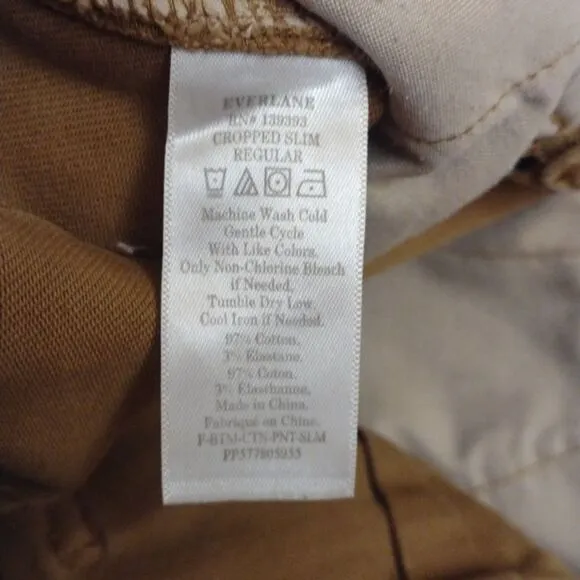 EVERLANE
RN# 139393
CROPPED SLIM
REGULAR
Machine Wash Cold
Gentle Cycle
With Like Colors.
Only Non-Chlorine Bleach
if Needed.
Tumble Dry Low.
Cool Iron if Needed.
97% Cotton.
3% Elastane.
97% Coton.
3% Élasthanne.
Made in China.
Fabriqué en Chine.
F-BTM-CTN-PNT-SLM
PP577805955